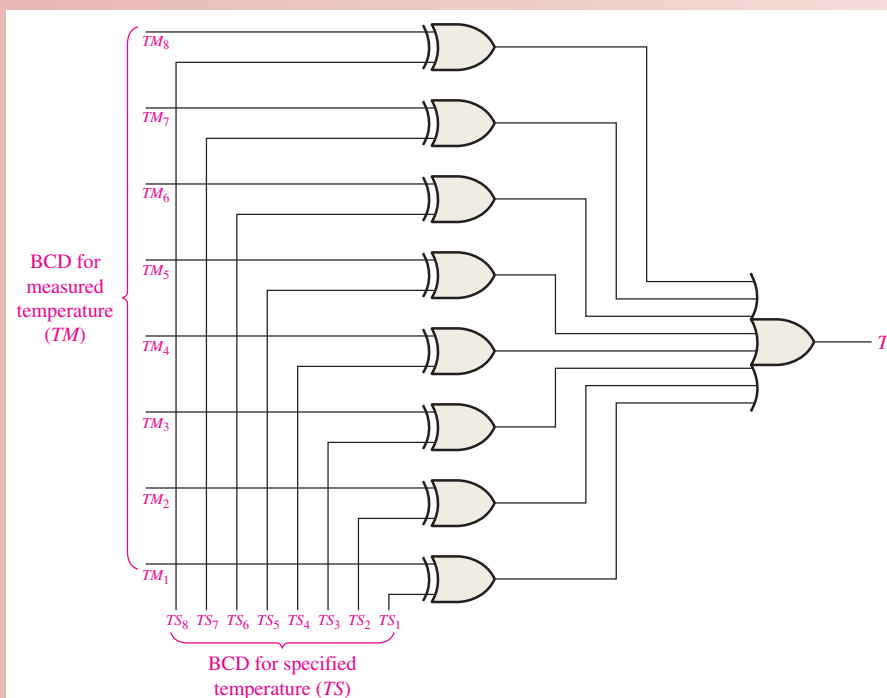 TM₈
TM₇
TM₆
BCD for
measured
temperature
(TM)
TM₅
TM₄
T
TM₃
TM₂
TM₁
TS₈ TS₇ TS₆ TS₅ TS₄ TS₃ TS₂ TS₁
BCD for specified
temperature (TS)